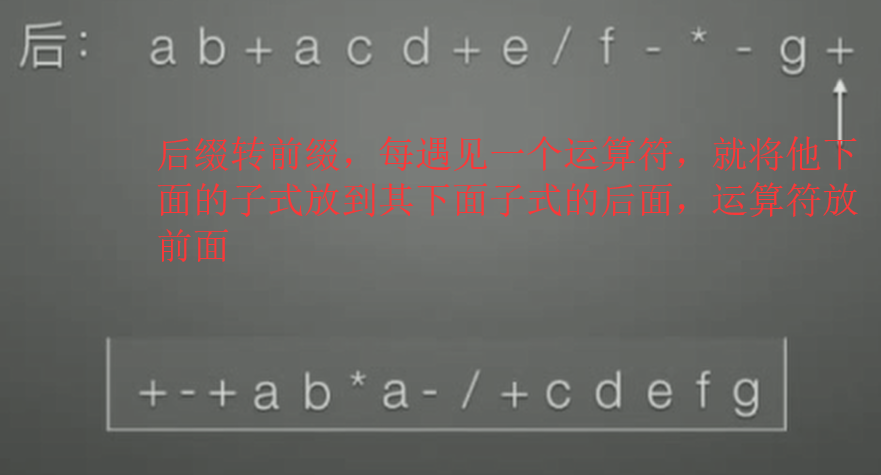 后： a b + a c d + e / f - * - g +
后缀转前缀，每遇见一个运算符，就将他下
面的子式放到其下面子式的后面，运算符放
前面
+ - + a b * a - / + c d e f g